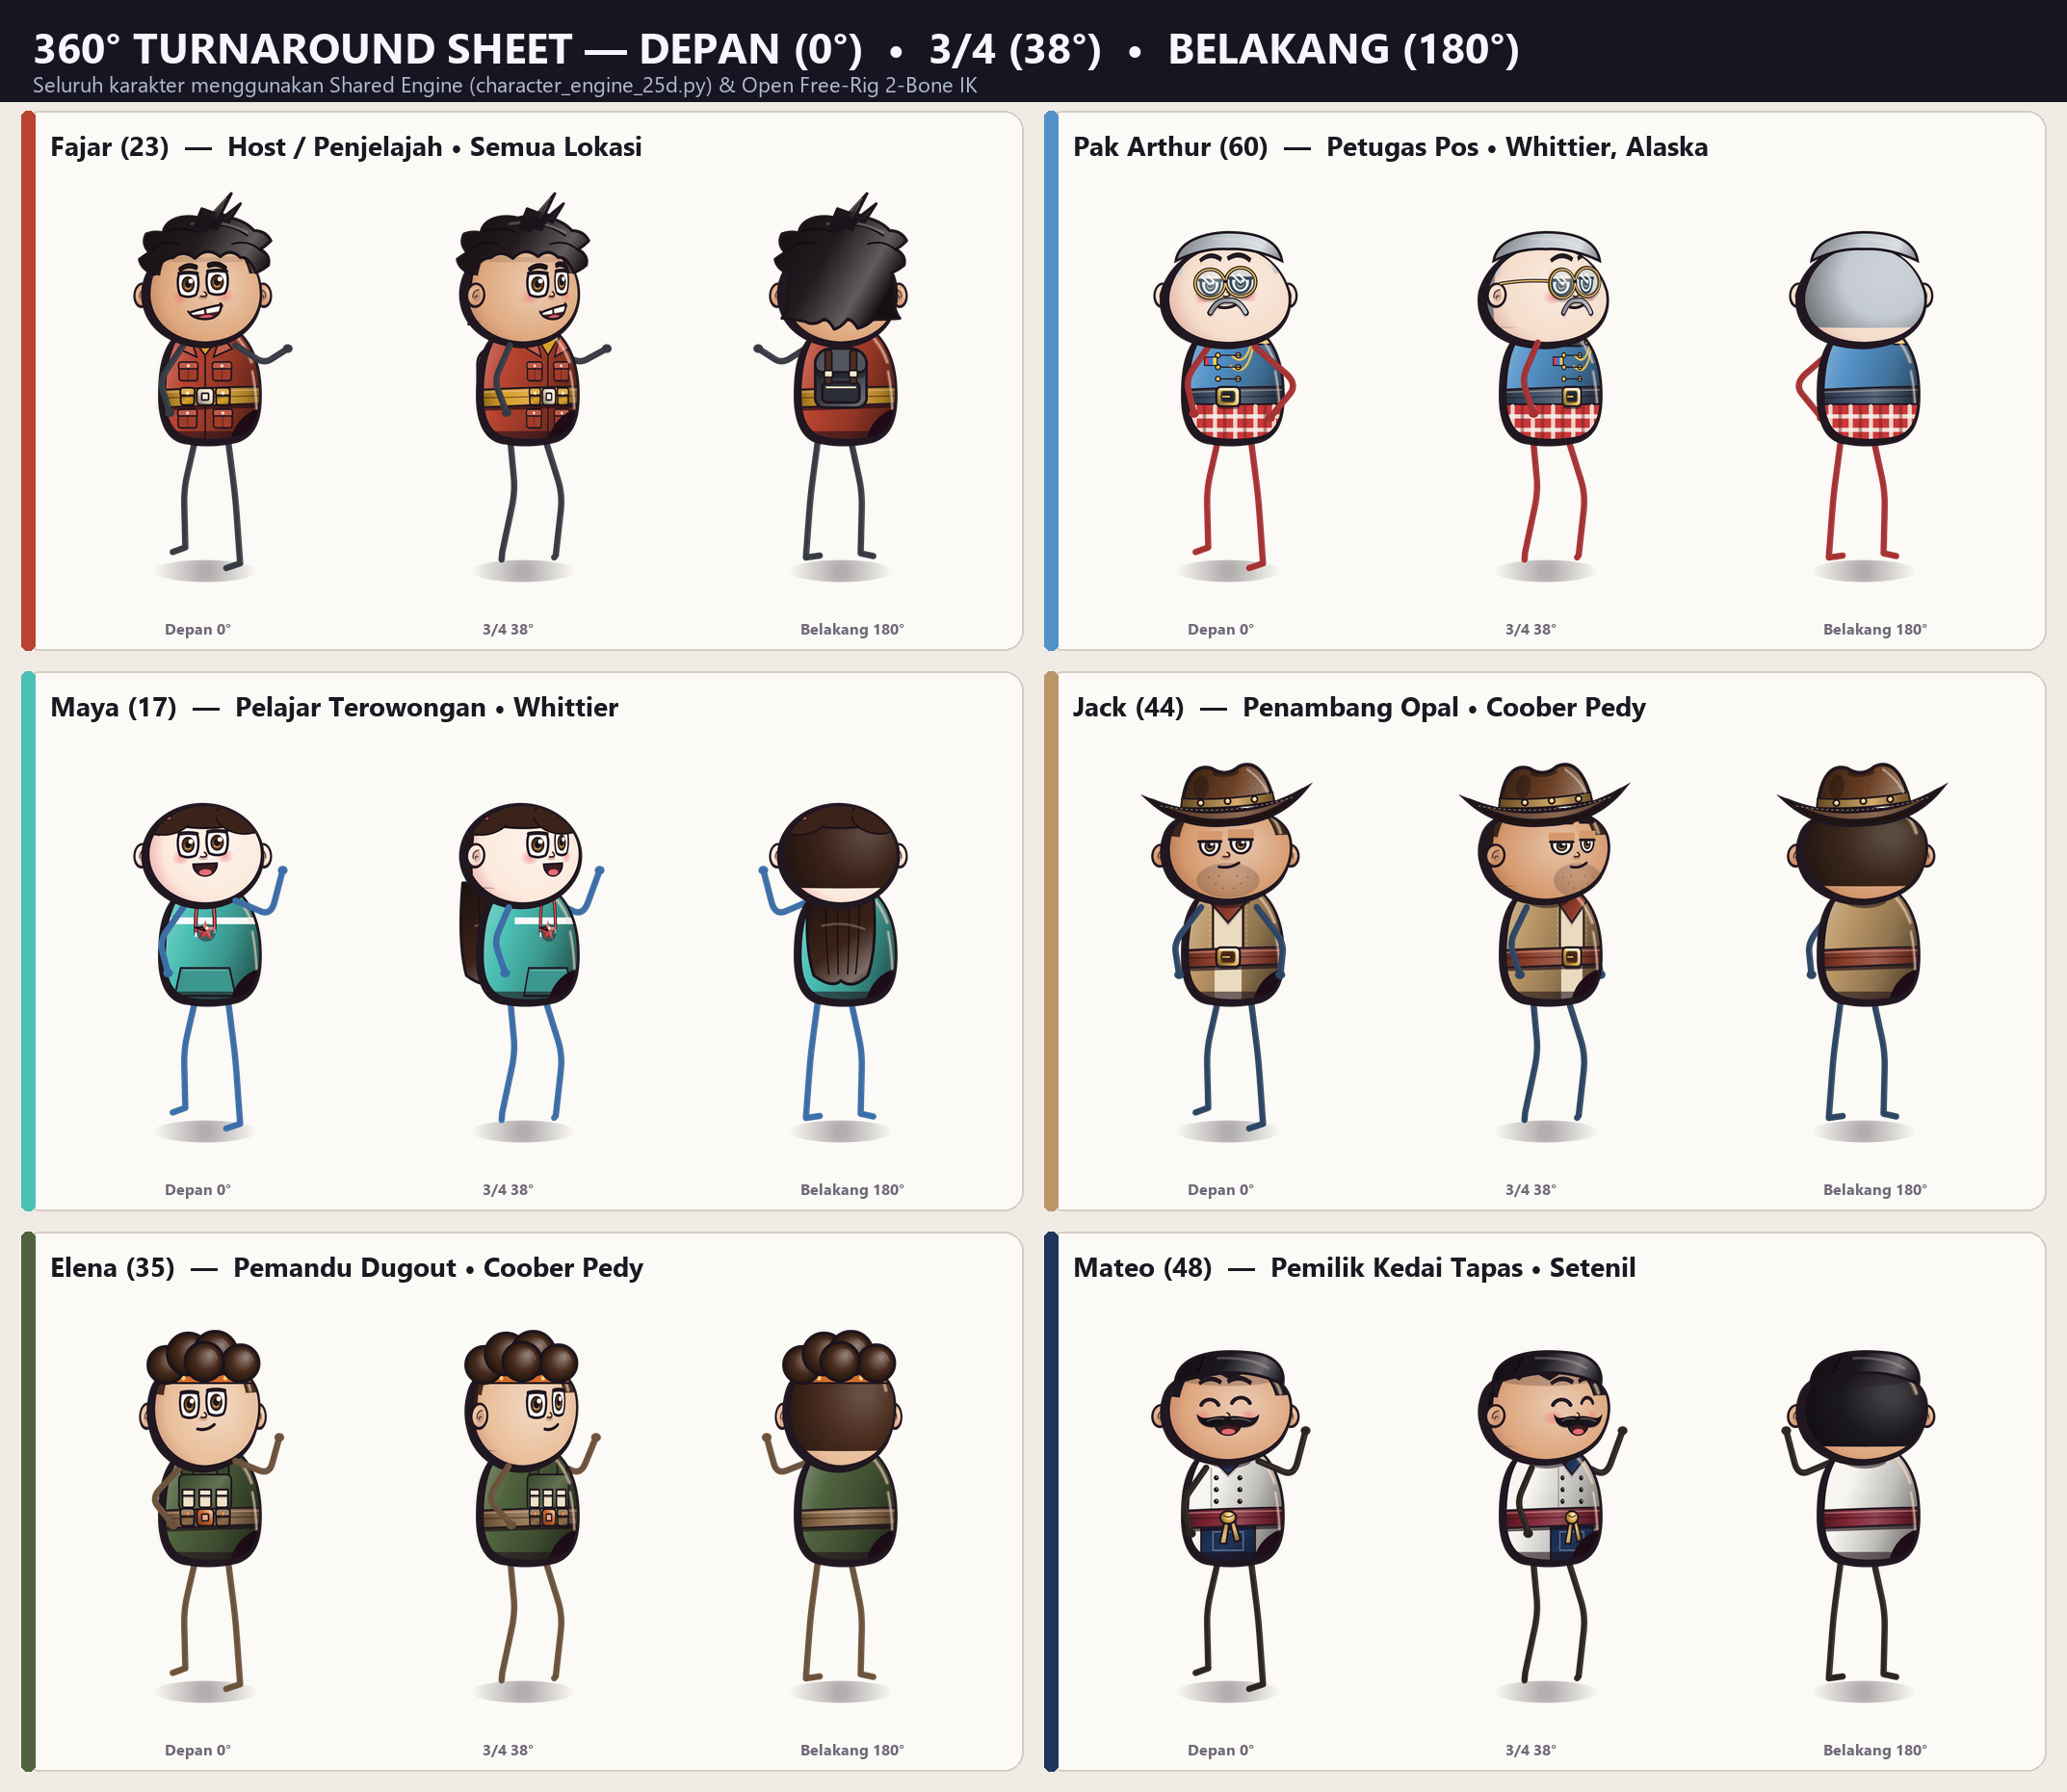 360° TURNAROUND SHEET — DEPAN (0°) • 3/4 (38°) • BELAKANG (180°)
Seluruh karakter menggunakan Shared Engine (character_engine_25d.py) & Open Free-Rig 2-Bone IK
Fajar (23) — Host / Penjelajah • Semua Lokasi
Depan 0°
3/4 38°
Belakang 180°
Pak Arthur (60) — Petugas Pos • Whittier, Alaska
Depan 0°
3/4 38°
Belakang 180°
Maya (17) — Pelajar Terowongan • Whittier
Depan 0°
3/4 38°
Belakang 180°
Jack (44) — Penambang Opal • Coober Pedy
Depan 0°
3/4 38°
Belakang 180°
Elena (35) — Pemandu Dugout • Coober Pedy
Depan 0°
3/4 38°
Belakang 180°
Mateo (48) — Pemilik Kedai Tapas • Setenil
Depan 0°
3/4 38°
Belakang 180°